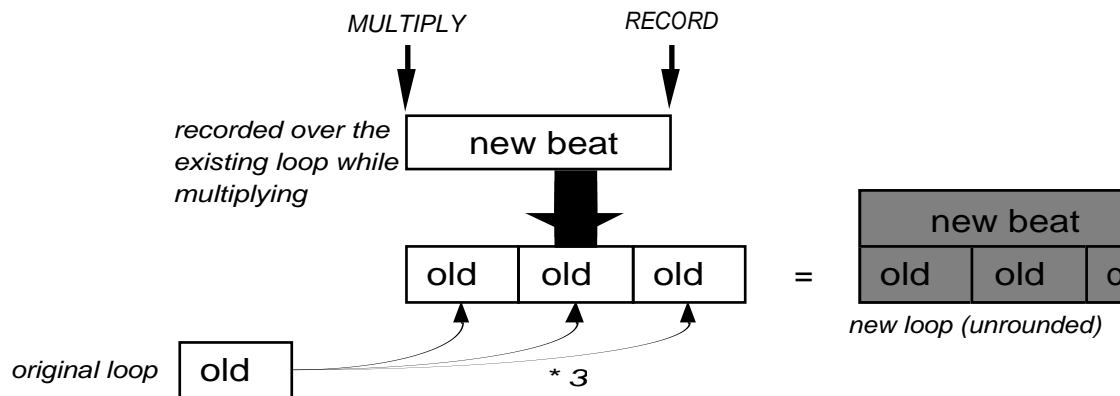 MULTIPLY
RECORD
recorded over the
existing loop while
multiplying
new beat
old
old
old
=
new beat
old
old
new loop (unrounded)
original loop
old
* 3